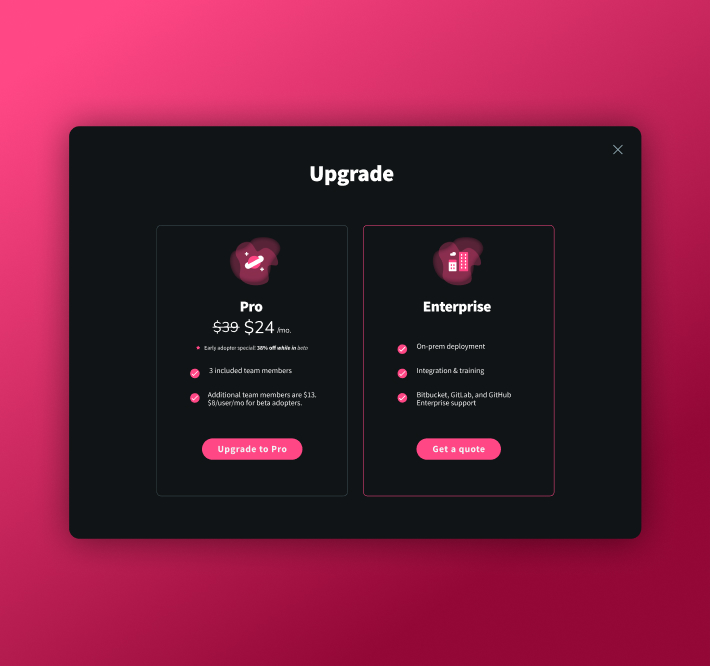 Upgrade
Pro
$39 $24 /mo.
Early adopter special! 38% off while in beta
3 included team members
Additional team members are $13.
$8/user/mo for beta adopters.
Upgrade to Pro
Enterprise
On-prem deployment
Integration & training
Bitbucket, GitLab, and GitHub
Enterprise support
Get a quote